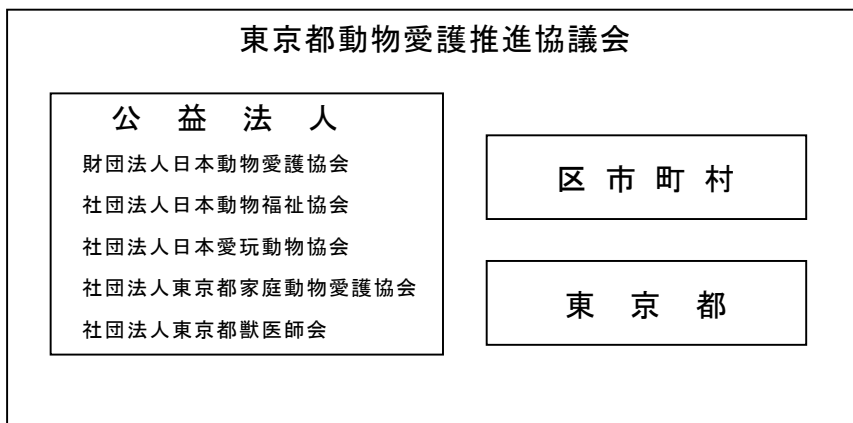 東京都動物愛護推進協議会
公益法人
財団法人日本動物愛護協会
社団法人日本動物福祉協会
社団法人日本愛玩動物協会
社団法人東京都家庭動物愛護協会
社団法人東京都獣医師会
区市町村
東京都